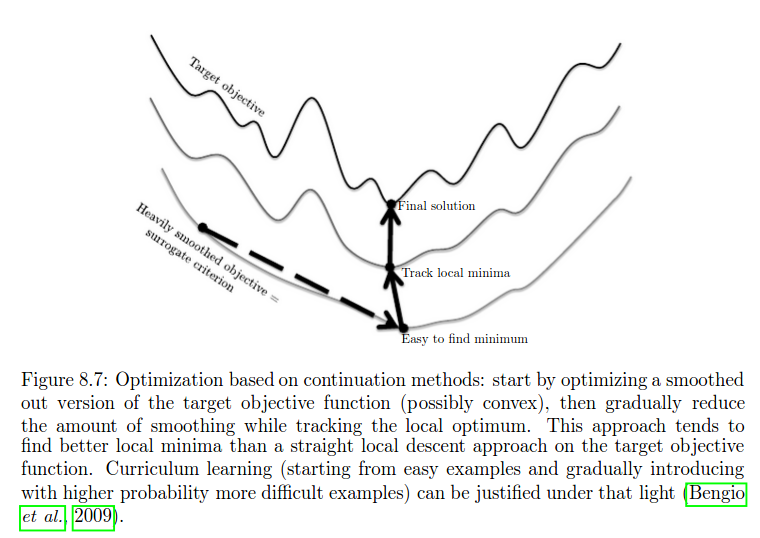 Target objective
Final solution
Heavily smoothed objective =
surrogate criterion
Track local minima
Easy to find minimum
Figure 8.7: Optimization based on continuation methods: start by optimizing a smoothed
out version of the target objective function (possibly convex), then gradually reduce
the amount of smoothing while tracking the local optimum. This approach tends to
find better local minima than a straight local descent approach on the target objective
function. Curriculum learning (starting from easy examples and gradually introducing
with higher probability more difficult examples) can be justified under that light (Bengio
et al., 2009).